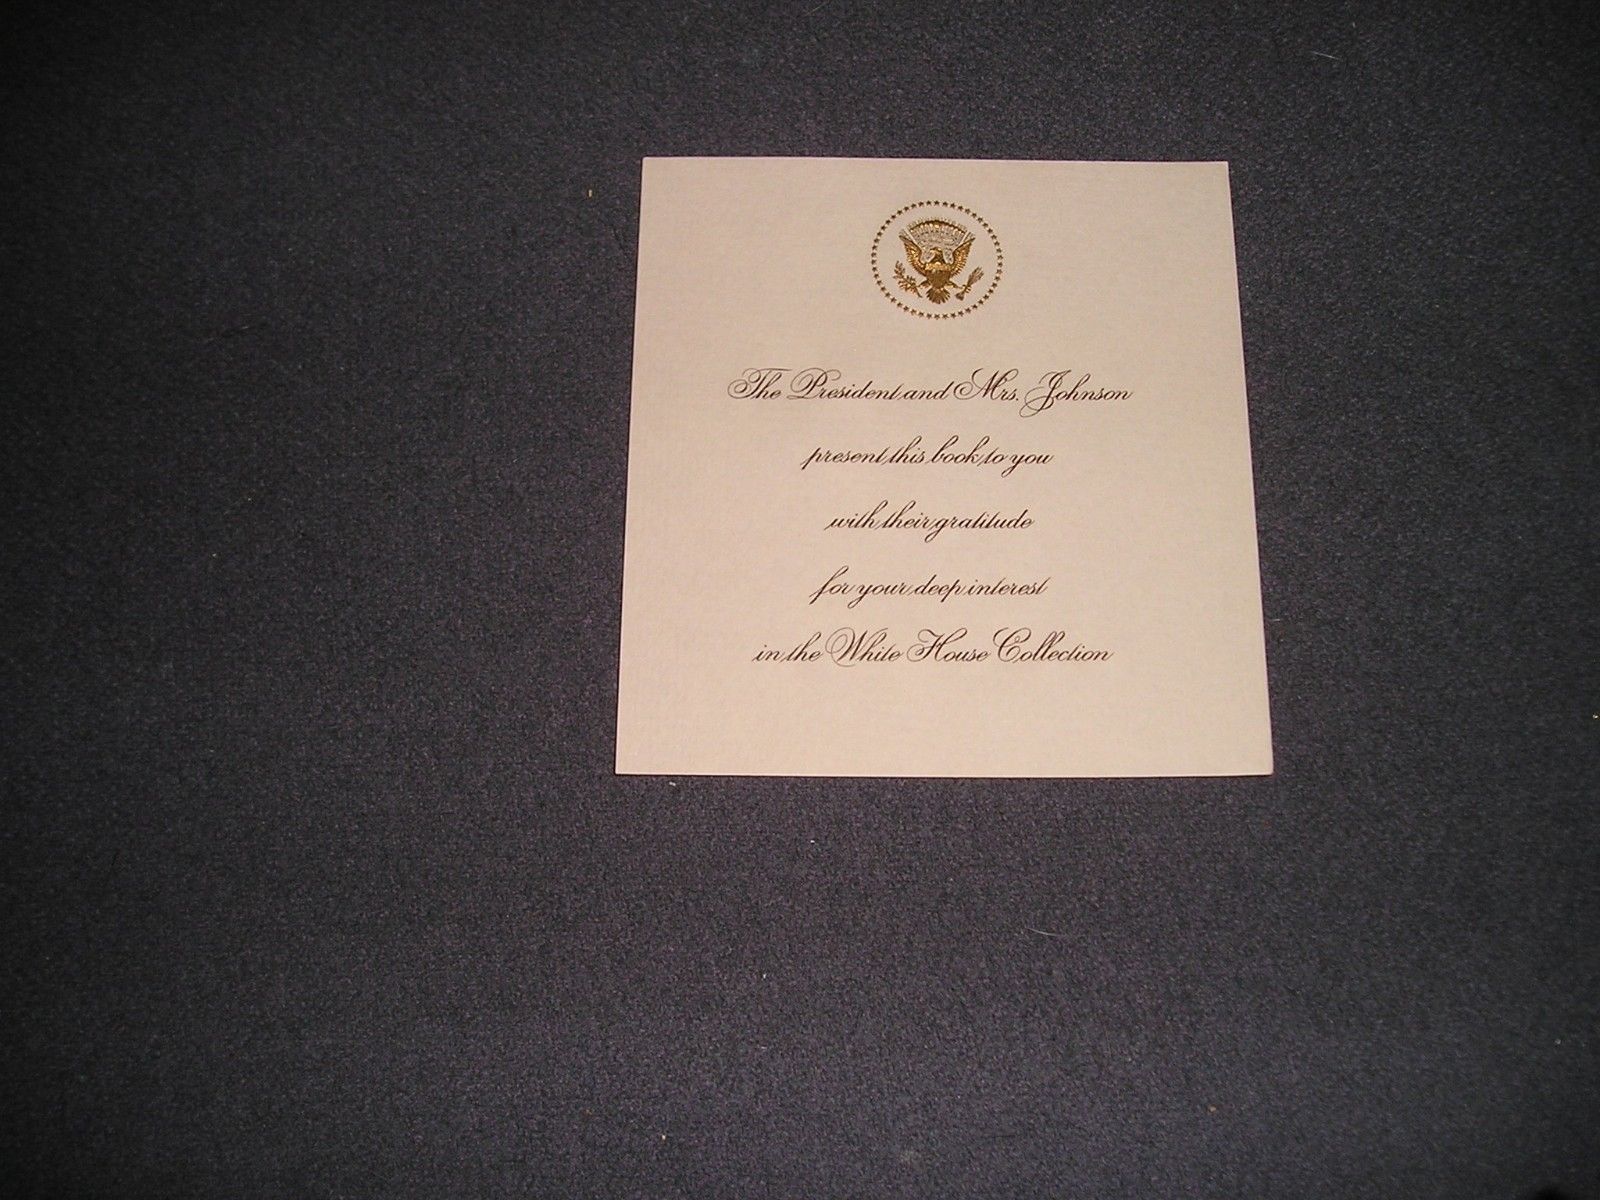 The President and Mrs. Johnson
present this book to you
with their gratitude
for your deep interest
in the White House Collection